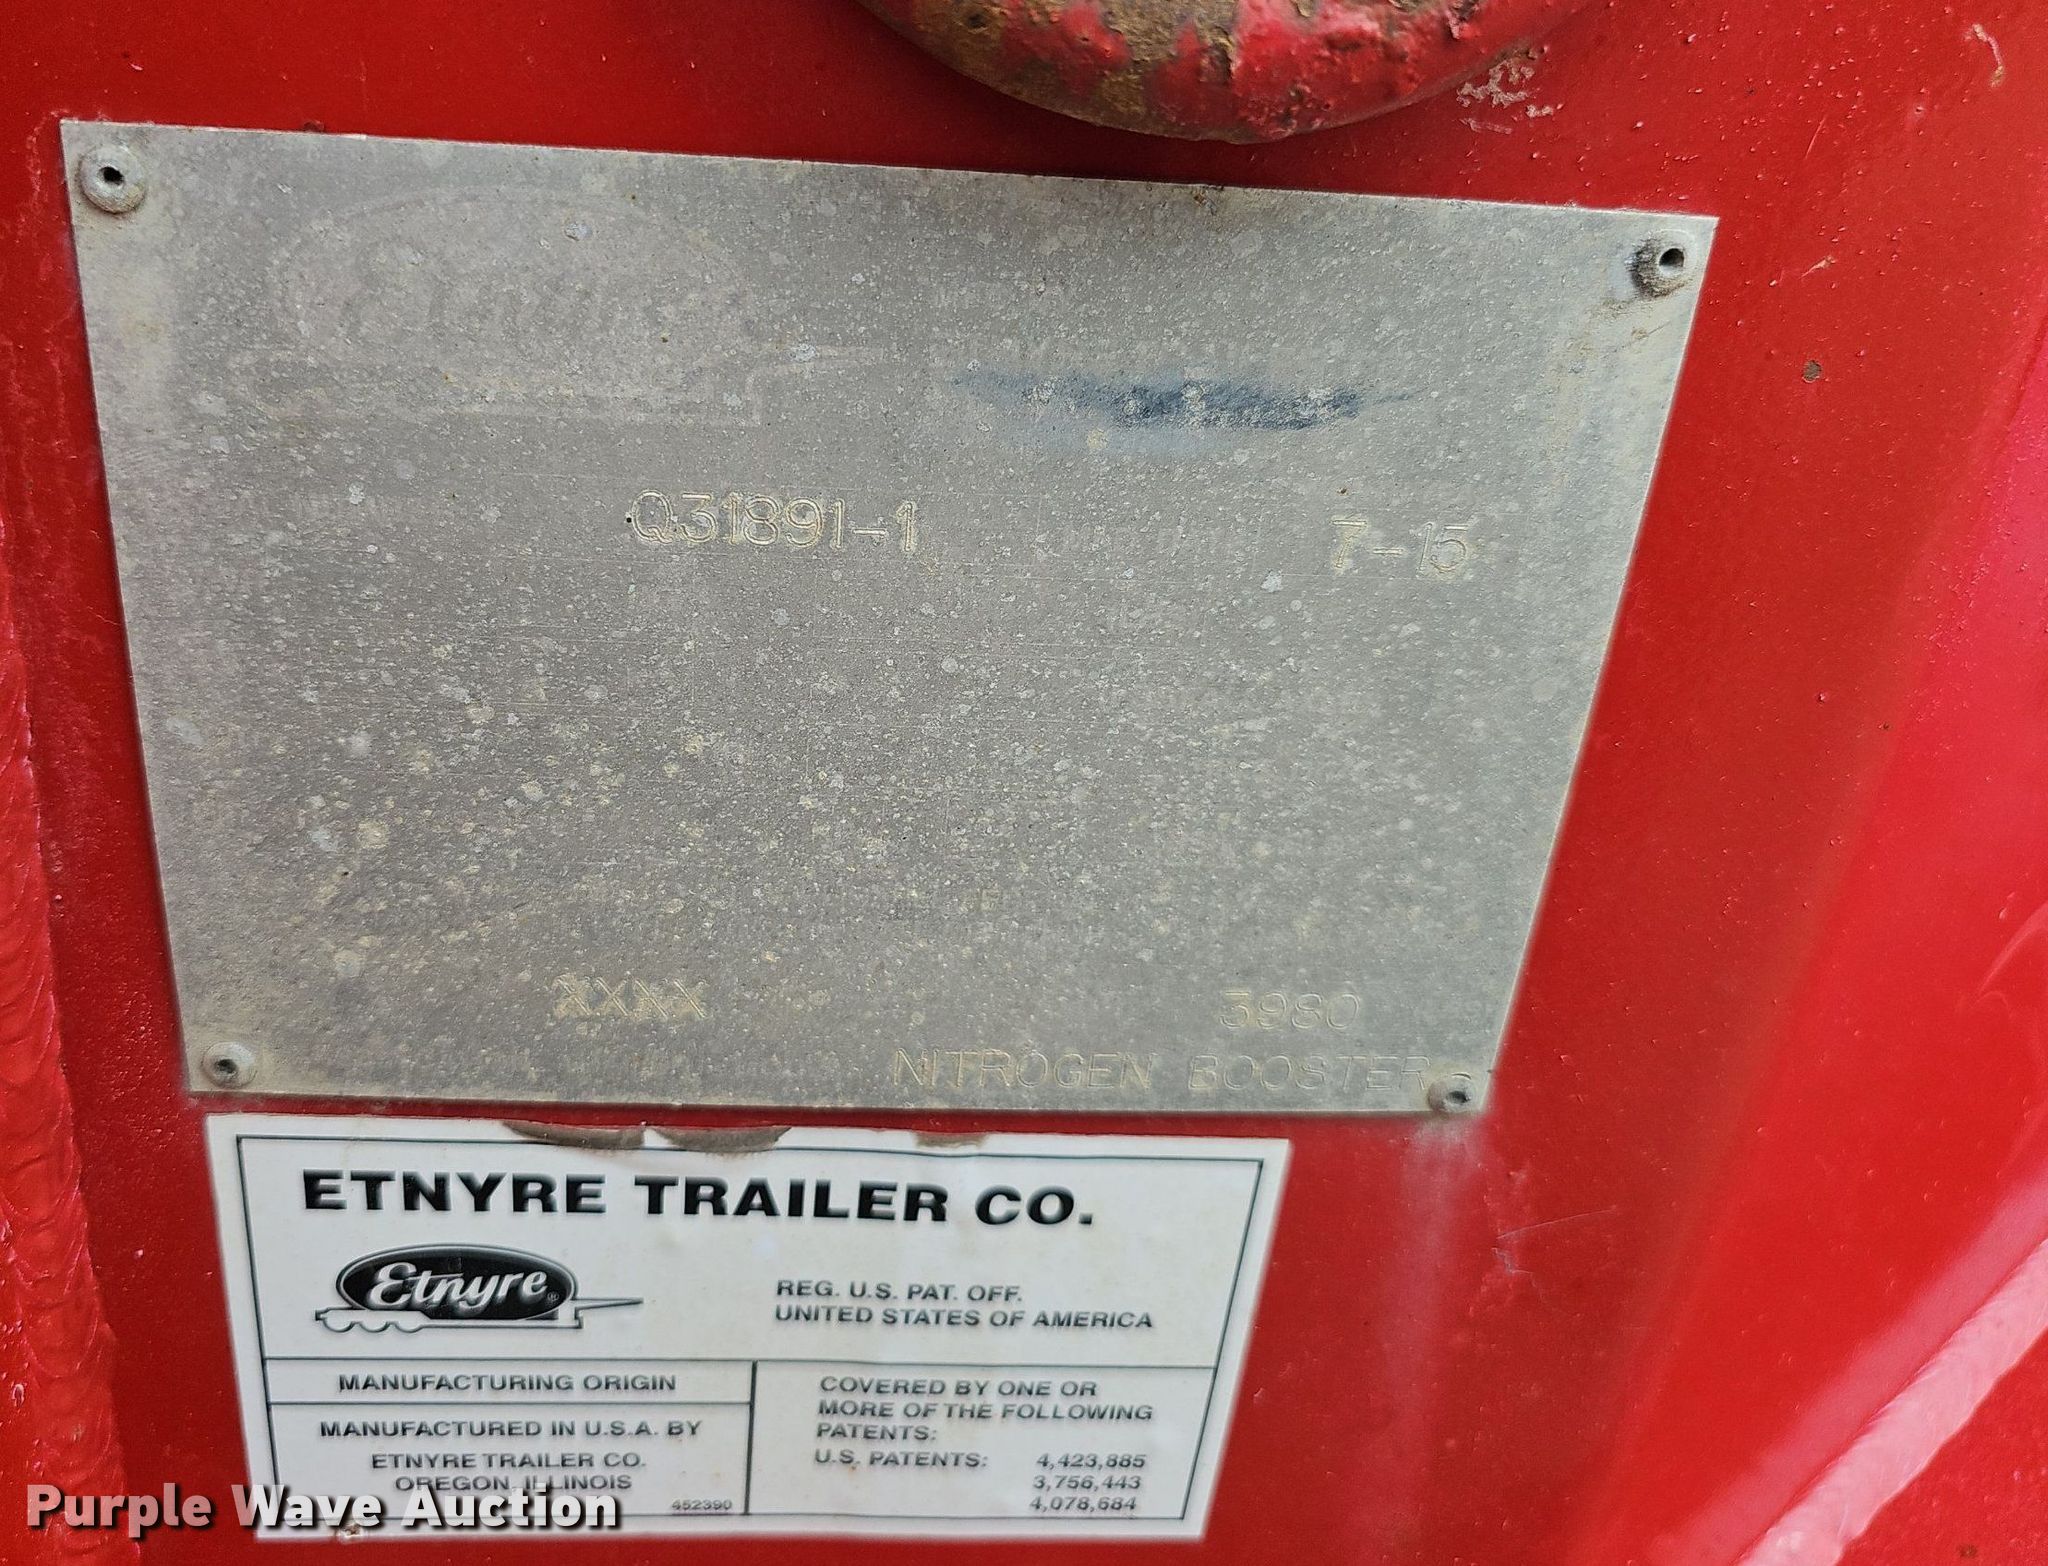 Etnyre
Q31891-1 7-15
XXXX 3980
NITROGEN BOOSTER
ETNYRE TRAILER CO.
Etnyre®
REG. U.S. PAT. OFF.
UNITED STATES OF AMERICA
MANUFACTURING ORIGIN
MANUFACTURED IN U.S.A. BY
ETNYRE TRAILER CO.
OREGON, ILLINOIS
452390
COVERED BY ONE OR
MORE OF THE FOLLOWING
PATENTS:
U.S. PATENTS: 4,423,885
3,756,443
4,078,684
Purple Wave Auction